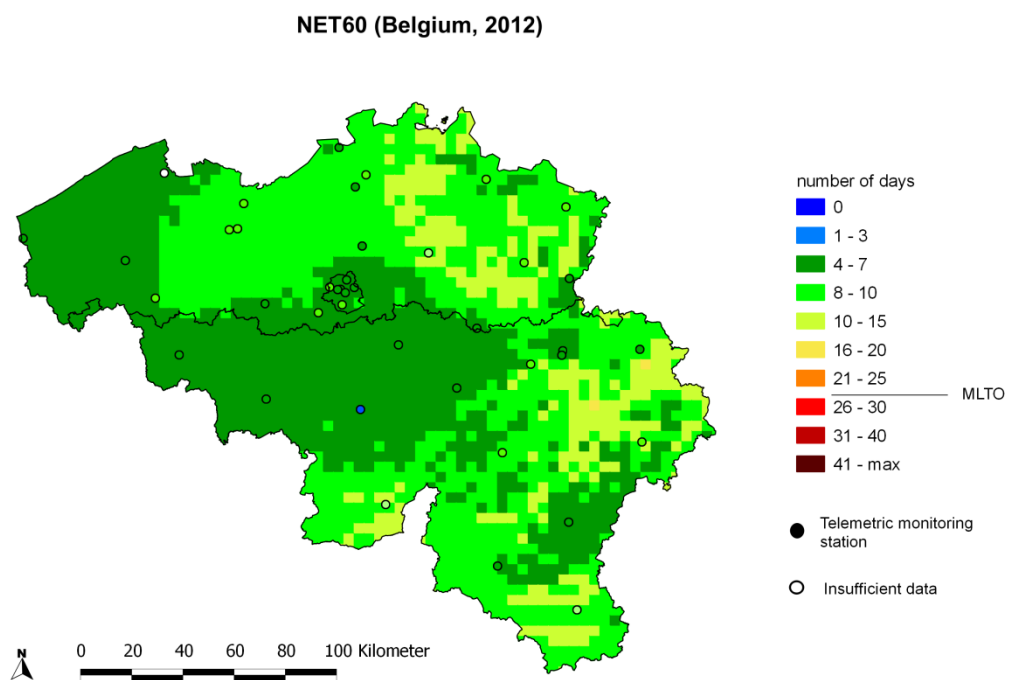 NET60 (Belgium, 2012)
number of days
0
1 - 3
4 - 7
8 - 10
10 - 15
16 - 20
21 - 25
MLTO
26 - 30
31 - 40
41 - max
Telemetric monitoring
station
Insufficient data
N
0 20 40 60 80 100 Kilometer